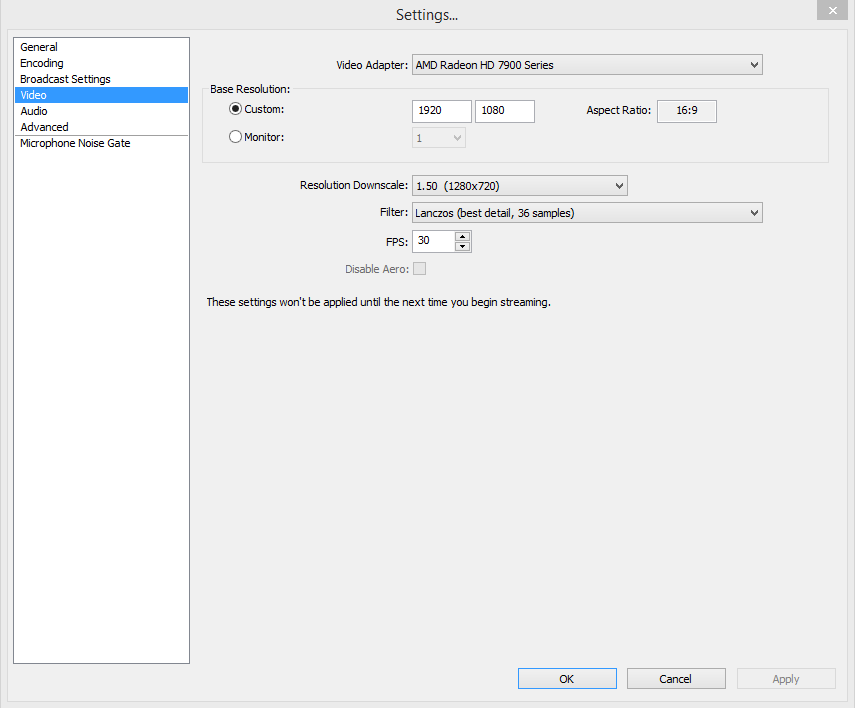 Settings...
General
Encoding
Broadcast Settings
Video
Audio
Advanced
Microphone Noise Gate
Video Adapter: AMD Radeon HD 7900 Series
Base Resolution:
Custom: 1920 1080 Aspect Ratio: 16:9
Monitor: 1
Resolution Downscale: 1.50 (1280x720)
Filter: Lanczos (best detail, 36 samples)
FPS: 30
Disable Aero:
These settings won't be applied until the next time you begin streaming.
OK Cancel Apply